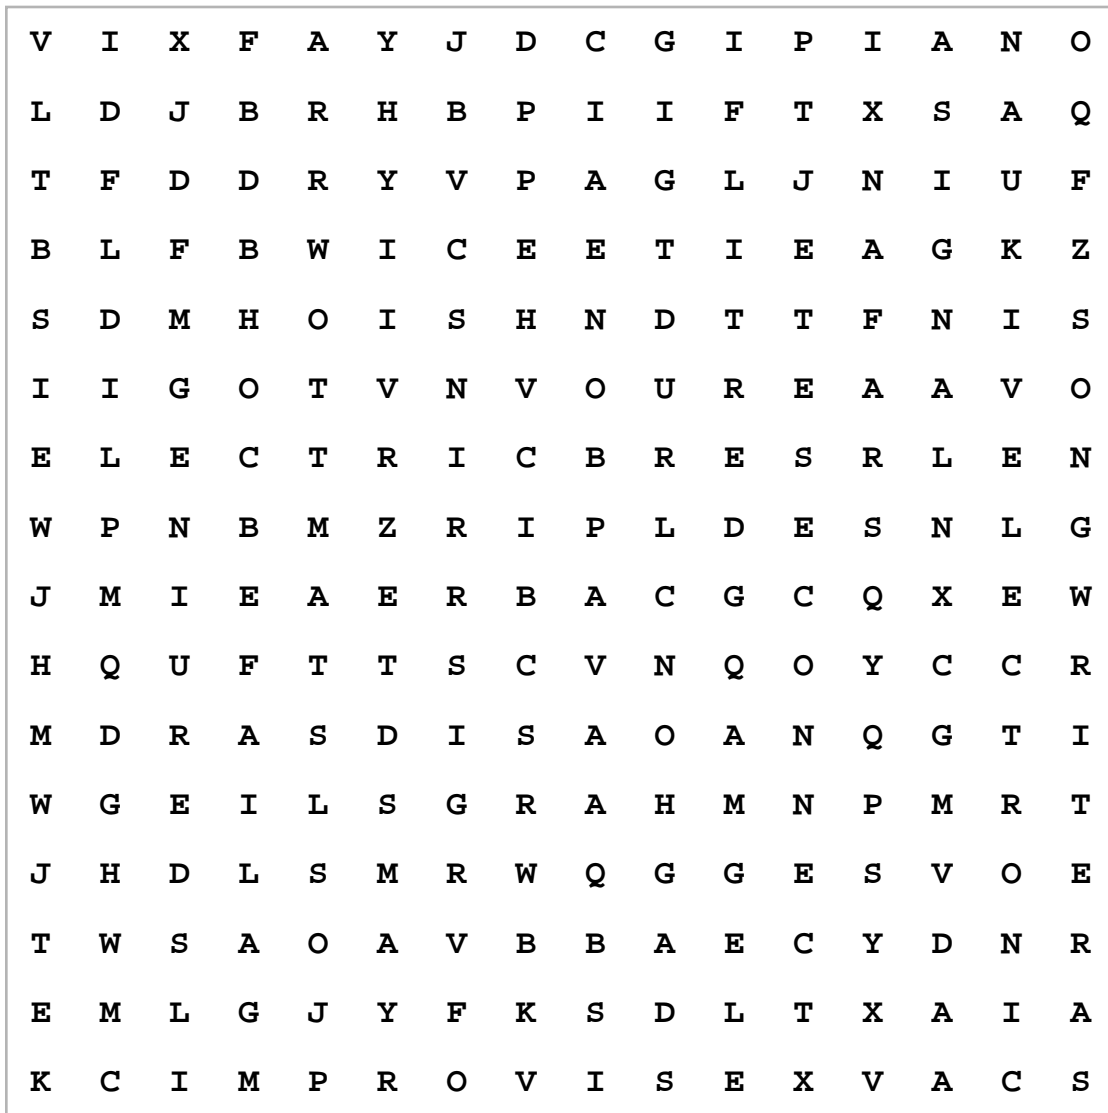 V I X F A Y J D C G I P I A N O
L D J B R H B P I I F T X S A Q
T F D D R Y V P A G L J N I U F
B L F B W I C E E T I E A G K Z
S D M H O I S H N D T T F N I S
I I G O T V N V O U R E A A V O
E L E C T R I C B R E S R L E N
W P N B M Z R I P L D E S N L G
J M I E A E R B A C G C Q X E W
H Q U F T T S C V N Q O Y C C R
M D R A S D I S A O A N Q G T I
W G E I L S G R A H M N P M R T
J H D L S M R W Q G G E S V O E
T W S A O A V B B A E C Y D N R
E M L G J Y F K S D L T X A I A
K C I M P R O V I S E X V A C S